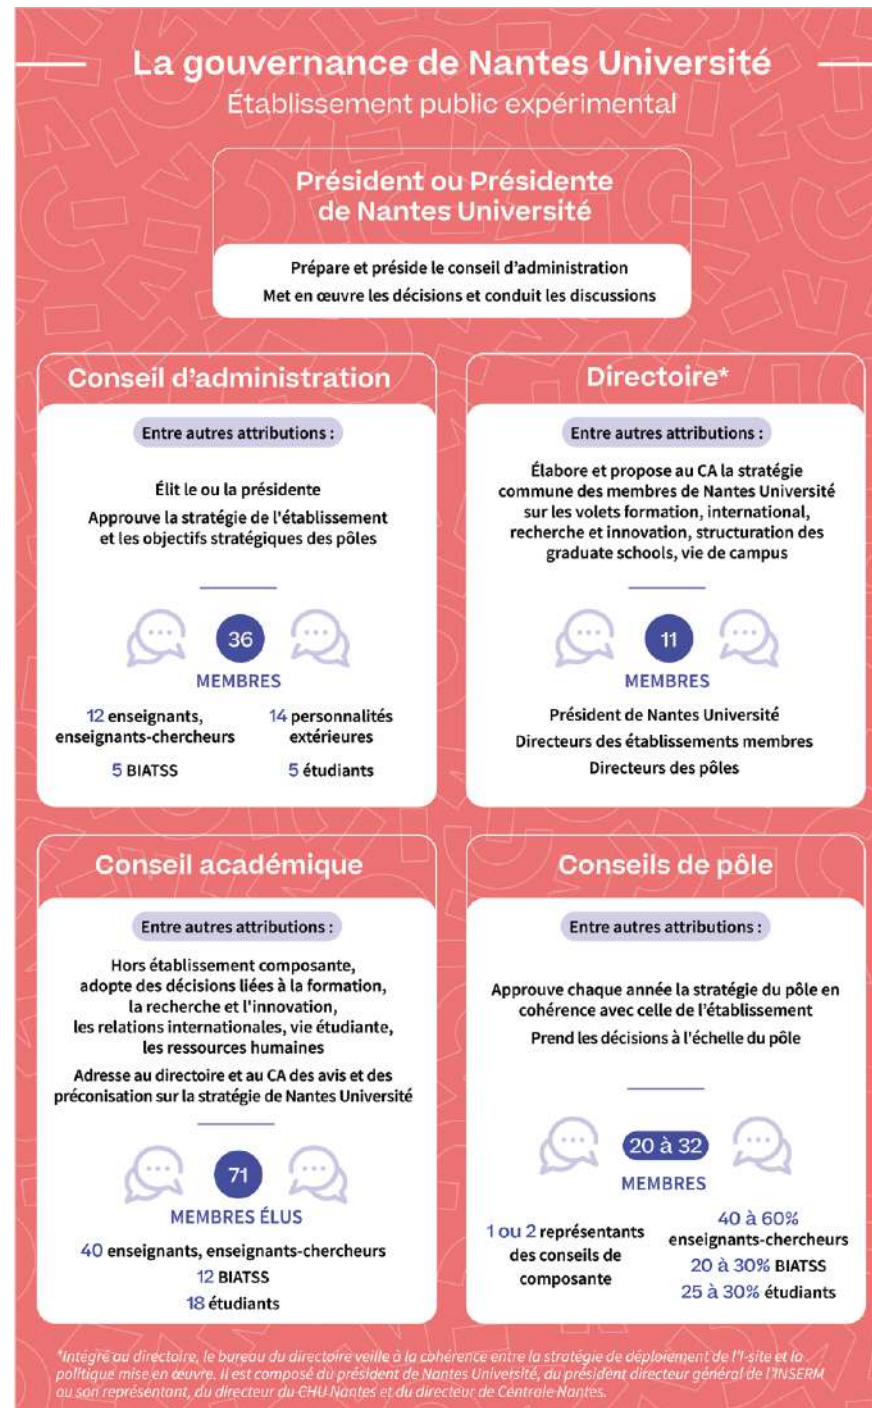 La gouvernance de Nantes Université
Établissement public expérimental
Président ou Présidente
de Nantes Université
Prépare et préside le conseil d'administration
Met en œuvre les décisions et conduit les discussions
Conseil d'administration
Entre autres attributions :
Élit le ou la présidente
Approuve la stratégie de l'établissement
et les objectifs stratégiques des pôles
36
MEMBRES
12 enseignants,
enseignants-chercheurs
14 personnalités
extérieures
5 BIATSS
5 étudiants
Directoire*
Entre autres attributions :
Élabore et propose au CA la stratégie
commune des membres de Nantes Université
sur les volets formation, international,
recherche et innovation, structuration des
graduate schools, vie de campus
11
MEMBRES
Président de Nantes Université
Directeurs des établissements membres
Directeurs des pôles
Conseil académique
Entre autres attributions :
Hors établissement composante,
adopte des décisions liées à la formation,
la recherche et l'innovation,
les relations internationales, vie étudiante,
les ressources humaines
Adresse au directoire et au CA des avis et des
préconisation sur la stratégie de Nantes Université
71
MEMBRES ÉLUS
40 enseignants, enseignants-chercheurs
12 BIATSS
18 étudiants
Conseils de pôle
Entre autres attributions :
Approuve chaque année la stratégie du pôle en
cohérence avec celle de l'établissement
Prend les décisions à l'échelle du pôle
20 à 32
MEMBRES
1 ou 2 représentants
des conseils de
composante
40 à 60%
enseignants-chercheurs
20 à 30% BIATSS
25 à 30% étudiants
*Intégré au directoire, le bureau du directoire veille à la cohérence entre la stratégie de déploiement de l'I-site et la
politique mise en œuvre. Il est composé du président de Nantes Université, du président directeur général de l'INSERM
ou son représentant, du directeur du CHU Nantes et du directeur de Centrale Nantes.